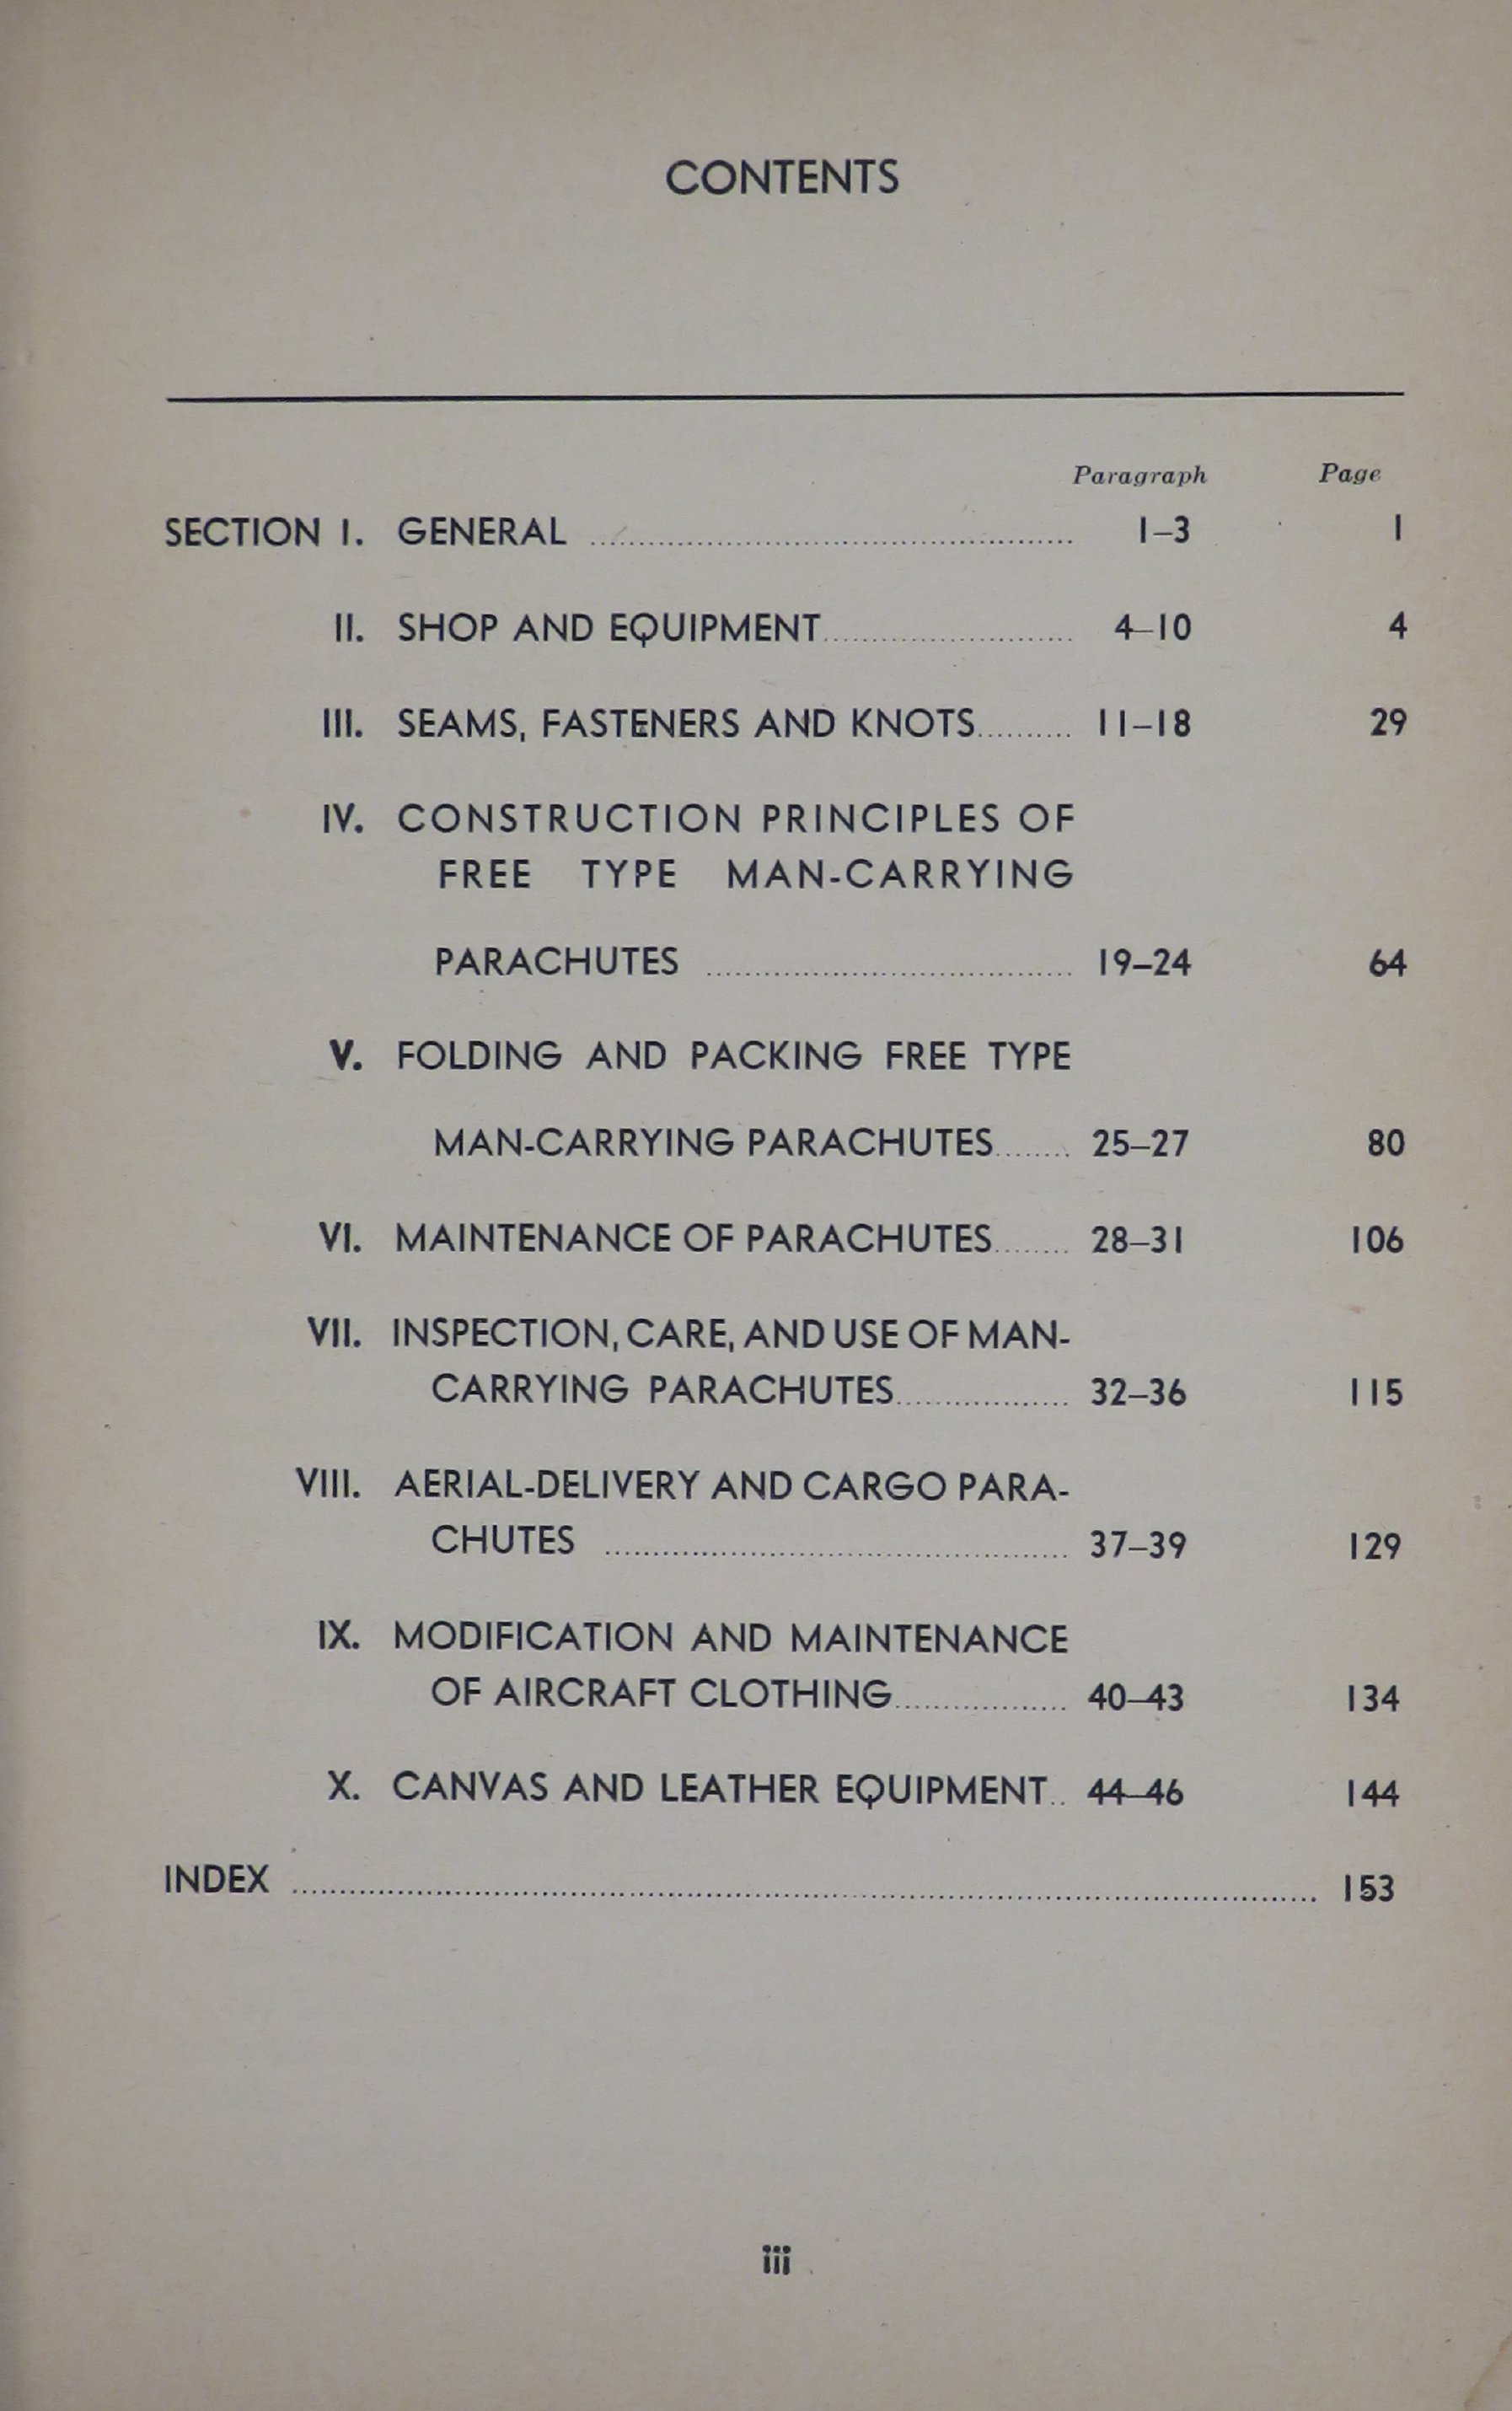 CONTENTS
Paragraph Page
SECTION I. GENERAL ........ 1–3 1
II. SHOP AND EQUIPMENT ........ 4–10 4
III. SEAMS, FASTENERS AND KNOTS ........ 11–18 29
IV. CONSTRUCTION PRINCIPLES OF
FREE TYPE MAN-CARRYING
PARACHUTES ........ 19–24 64
V. FOLDING AND PACKING FREE TYPE
MAN-CARRYING PARACHUTES ........ 25–27 80
VI. MAINTENANCE OF PARACHUTES ........ 28–31 106
VII. INSPECTION, CARE, AND USE OF MAN-
CARRYING PARACHUTES ........ 32–36 115
VIII. AERIAL-DELIVERY AND CARGO PARA-
CHUTES ........ 37–39 129
IX. MODIFICATION AND MAINTENANCE
OF AIRCRAFT CLOTHING ........ 40–43 134
X. CANVAS AND LEATHER EQUIPMENT .. 44–46 144
INDEX ........ 153
iii